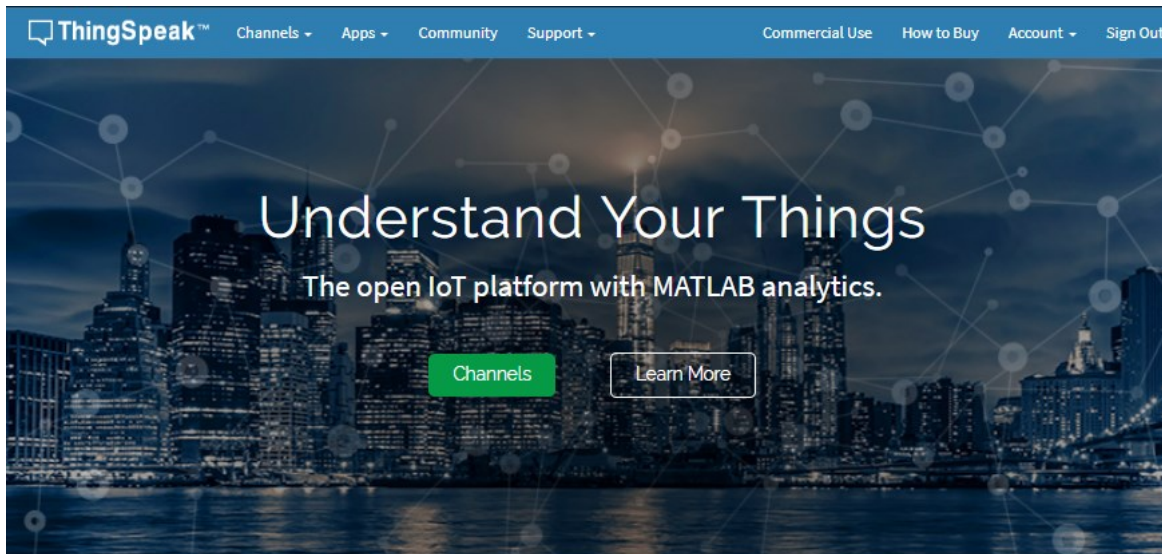 ThingSpeak™ Channels Apps Community Support Commercial Use How to Buy Account Sign Out
Understand Your Things
The open IoT platform with MATLAB analytics.
Channels Learn More